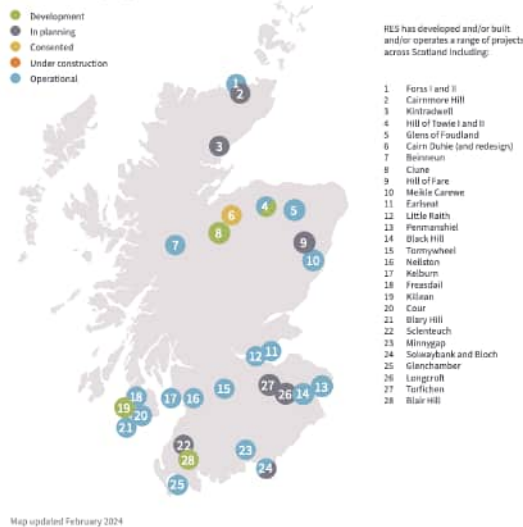 Development
In planning
Consented
Under construction
Operational
RES has developed and/or built
and/or operates a range of projects
across Scotland including:
1 Forss I and II
2 Cairnmore Hill
3 Kintradwell
4 Hill of Towie I and II
5 Glens of Foudland
6 Cairn Duhie (and redesign)
7 Beinneun
8 Clune
9 Hill of Fare
10 Meikle Carewe
11 Earlseat
12 Little Raith
13 Penmanshiel
14 Black Hill
15 Tormywheel
16 Neilston
17 Kelburn
18 Freasdail
19 Killean
20 Cour
21 Blary Hill
22 Sclenteuch
23 Minnygap
24 Solwaybank and Bloch
25 Glenchamber
26 Longcroft
27 Torfichen
28 Blair Hill
1
2
3
4
5
6
8
7
9
10
12 11
27
26 14 13
15
18
17 16
19
20
21
22
28
23
24
25
Map updated February 2024